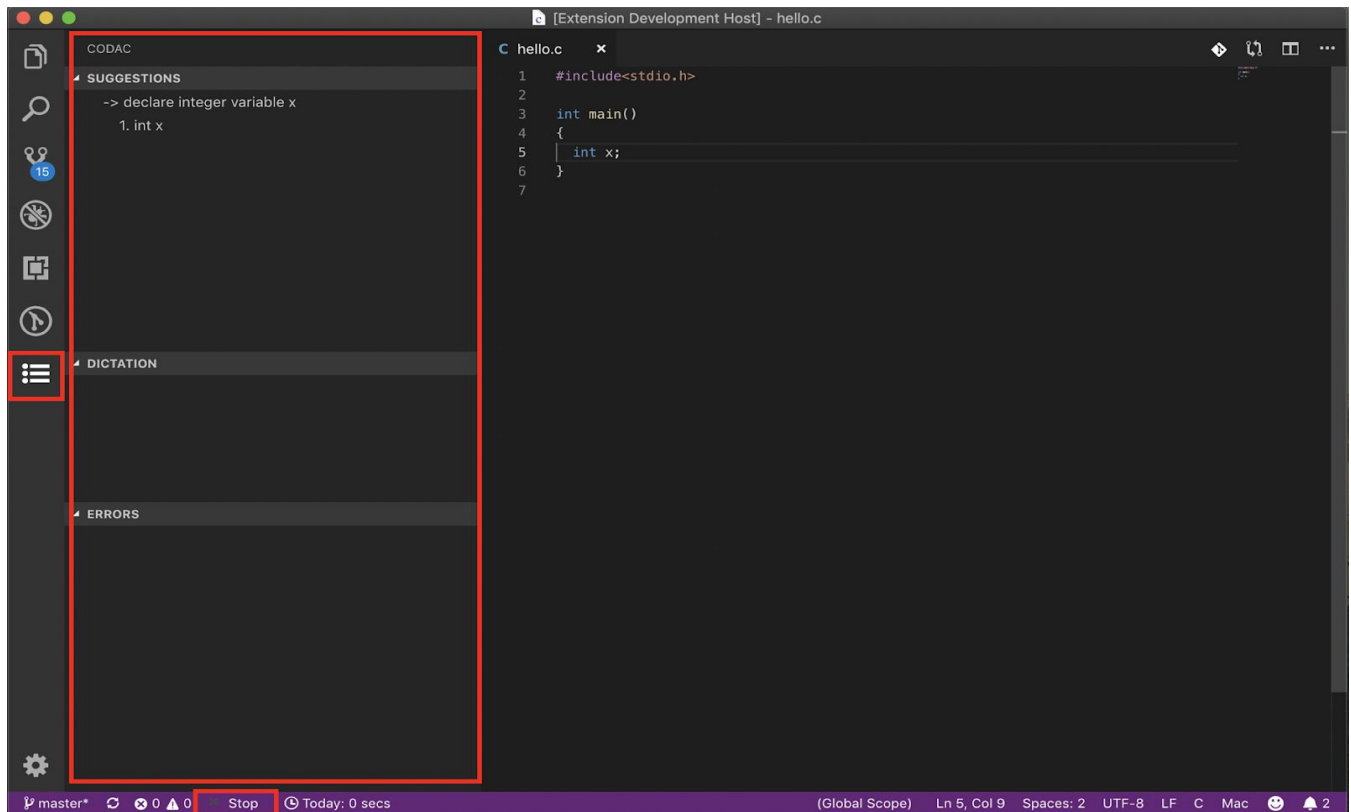 [Extension Development Host] - hello.c
CODAC
SUGGESTIONS
-> declare integer variable x
1. int x
DICTATION
ERRORS
15
C hello.c ×
1 #include<stdio.h>
2
3 int main()
4 {
5 int x;
6 }
7
master* 0 0 Stop Today: 0 secs (Global Scope) Ln 5, Col 9 Spaces: 2 UTF-8 LF C Mac 2